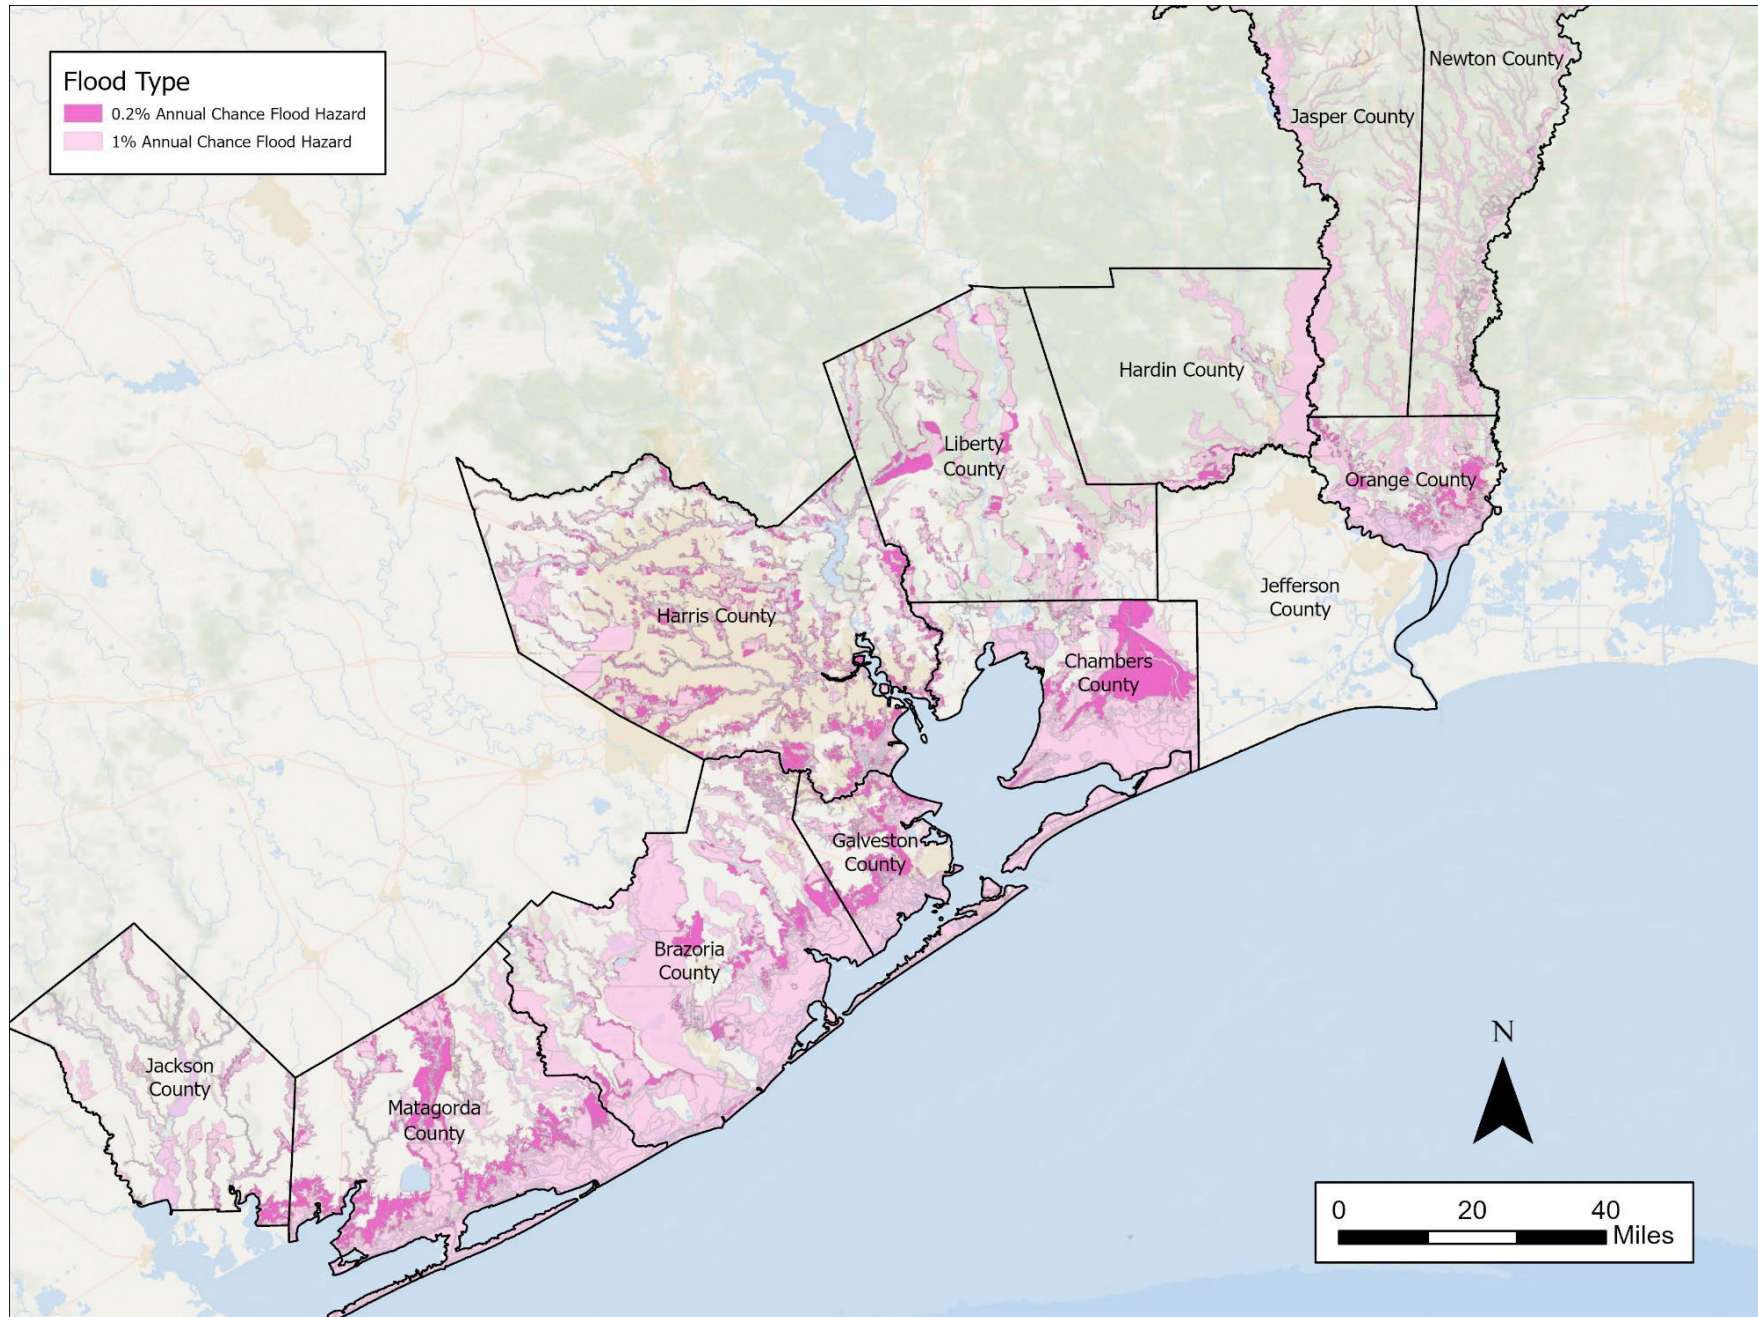 Flood Type
0.2% Annual Chance Flood Hazard
1% Annual Chance Flood Hazard
Newton County
Jasper County
Hardin County
Liberty
County
Orange County
Jefferson
County
Harris County
Chambers
County
Galveston
County
Brazoria
County
Jackson
County
Matagorda
County
N
0 20 40
Miles